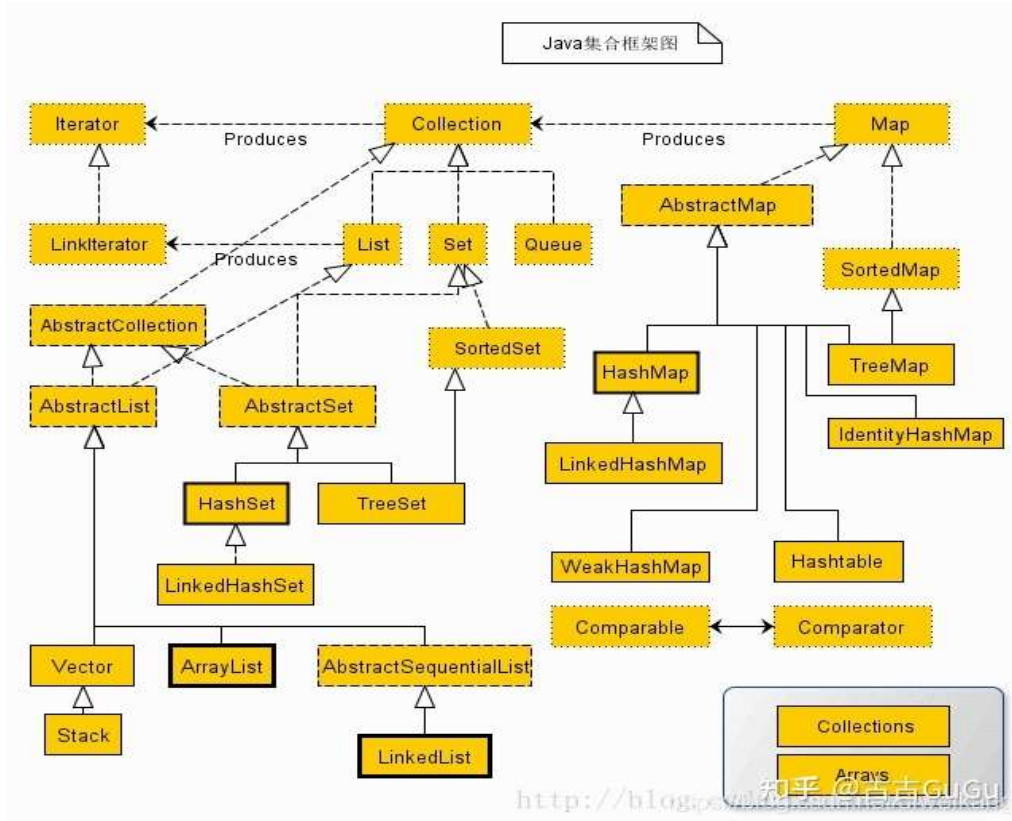 Java集合框架图
Iterator
Produces
Collection
Produces
Map
AbstractMap
LinkIterator
Produces
List
Set
Queue
SortedMap
AbstractCollection
SortedSet
HashMap
TreeMap
AbstractList
AbstractSet
IdentityHashMap
LinkedHashMap
HashSet
TreeSet
WeakHashMap
Hashtable
LinkedHashSet
Comparable
Comparator
Vector
ArrayList
AbstractSequentialList
Stack
LinkedList
Collections
Arrays
知乎 @古古GuGu
http://blog.